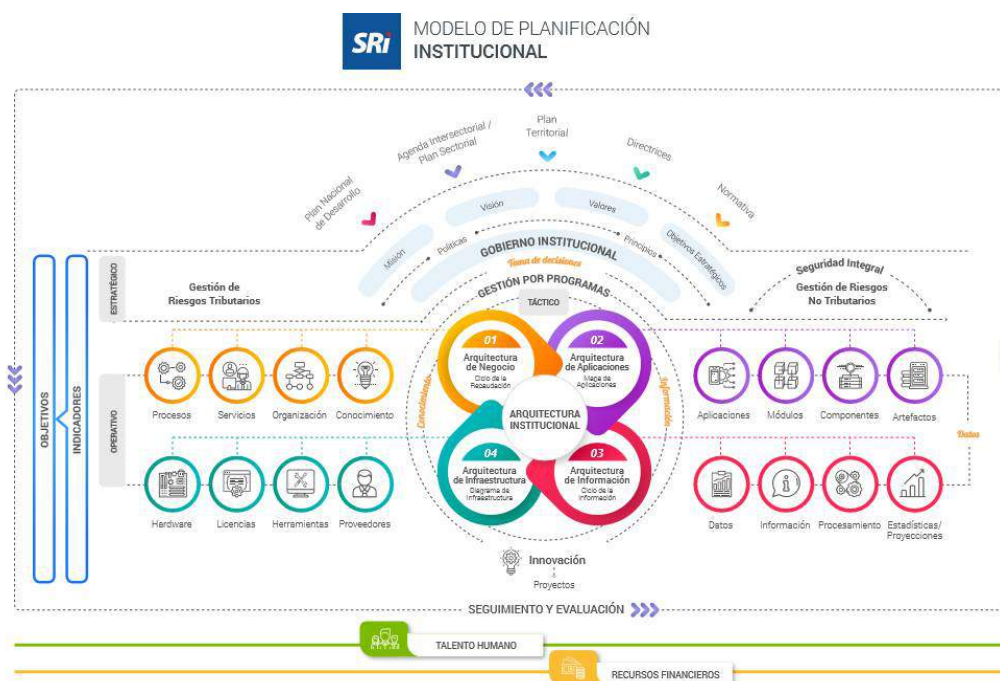 SRi
MODELO DE PLANIFICACIÓN
INSTITUCIONAL
Plan Nacional
de Desarrollo
Agenda Intersectorial /
Plan Sectorial
Plan
Territorial
Directrices
Normativa
Misión
Visión
Valores
Objetivos Estratégicos
Políticas
GOBIERNO INSTITUCIONAL
Principios
Toma de decisiones
GESTIÓN POR PROGRAMAS
TÁCTICO
OBJETIVOS
INDICADORES
ESTRATÉGICO
Gestión de
Riesgos Tributarios
Seguridad Integral
Gestión de Riesgos
No Tributarios
OPERATIVO
Procesos
Servicios
Organización
Conocimiento
Hardware
Licencias
Herramientas
Proveedores
Conocimiento
01
Arquitectura
de Negocio
Ciclo de la
Recaudación
02
Arquitectura
de Aplicaciones
Mapa de
Aplicaciones
ARQUITECTURA
INSTITUCIONAL
04
Arquitectura
de Infraestructura
Diagrama de
Infraestructura
03
Arquitectura
de Información
Ciclo de la
Información
Información
Aplicaciones
Módulos
Componentes
Artefactos
Datos
Datos
Información
Procesamiento
Estadísticas/
Proyecciones
Innovación
Proyectos
SEGUIMIENTO Y EVALUACIÓN
TALENTO HUMANO
RECURSOS FINANCIEROS